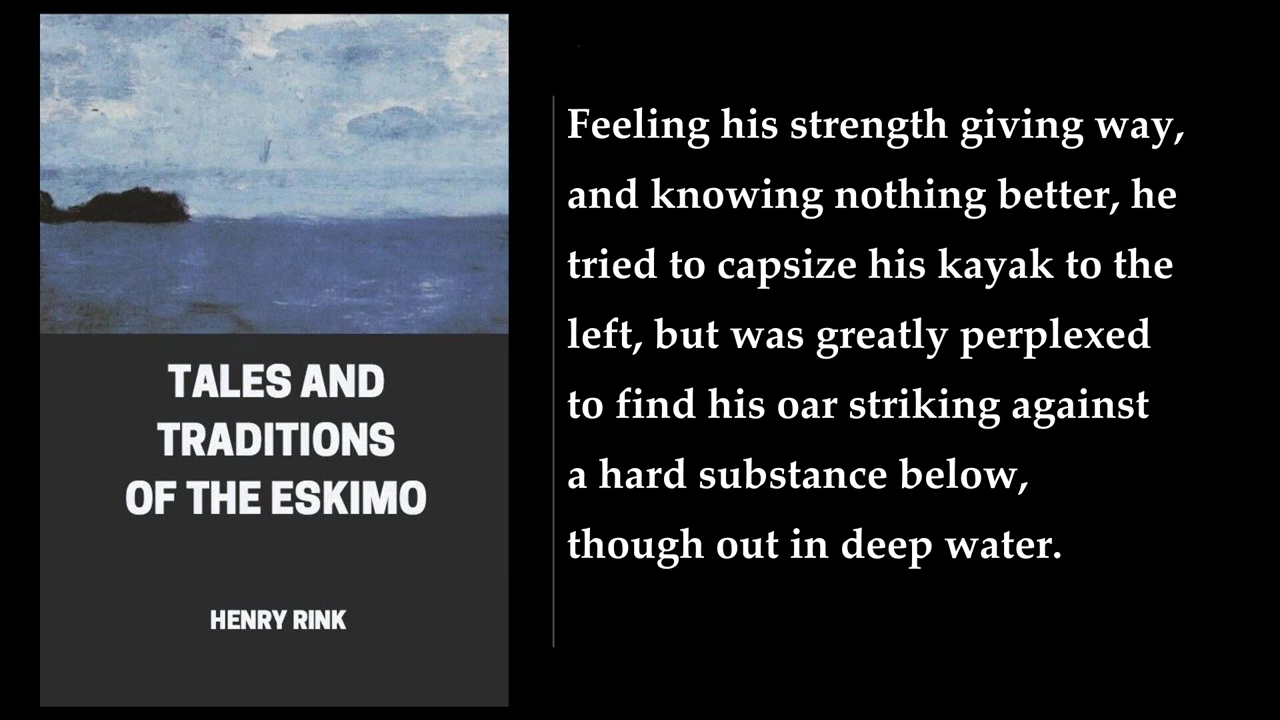 TALES AND
TRADITIONS
OF THE ESKIMO
HENRY RINK
Feeling his strength giving way,
and knowing nothing better, he
tried to capsize his kayak to the
left, but was greatly perplexed
to find his oar striking against
a hard substance below,
though out in deep water.